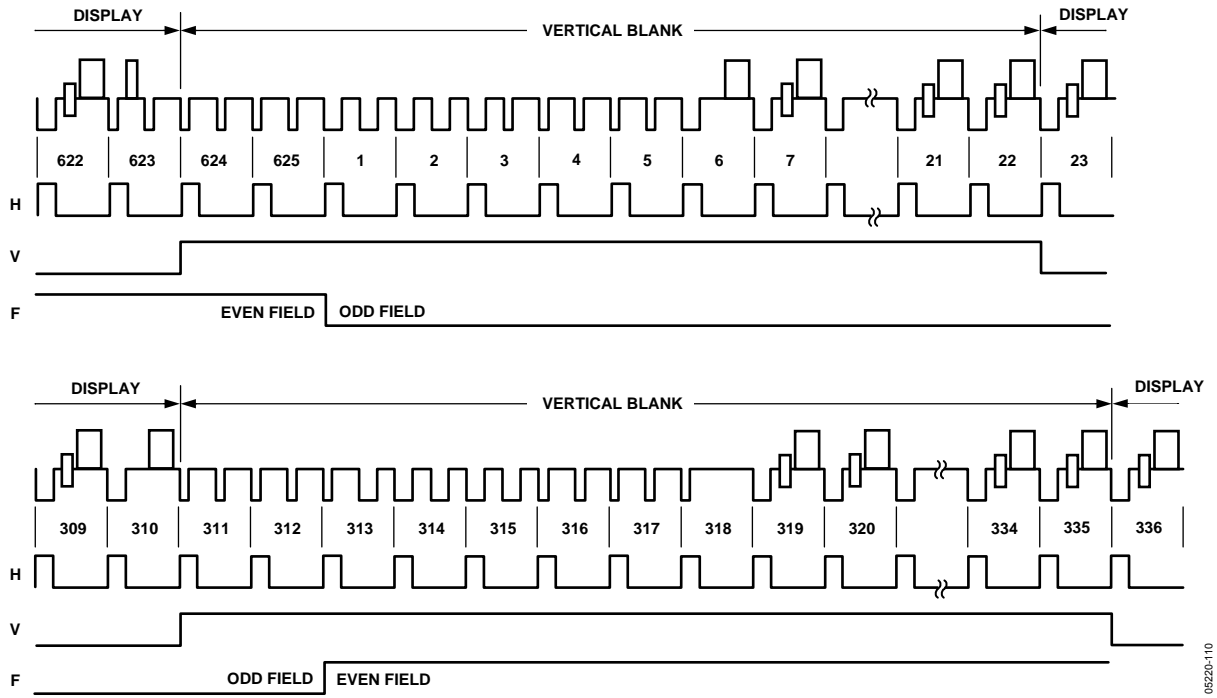 DISPLAY VERTICAL BLANK DISPLAY
622 623 624 625 1 2 3 4 5 6 7 21 22 23
H
V
F EVEN FIELD ODD FIELD
DISPLAY VERTICAL BLANK DISPLAY
309 310 311 312 313 314 315 316 317 318 319 320 334 335 336
H
V
F ODD FIELD EVEN FIELD
05220-110